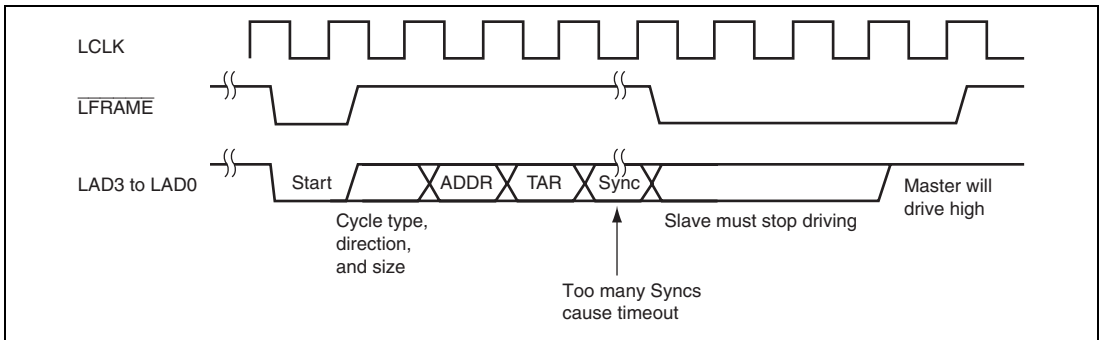 LCLK
LFRAME
LAD3 to LAD0
Start
ADDR
TAR
Sync
Cycle type,
direction,
and size
Slave must stop driving
Master will
drive high
Too many Syncs
cause timeout